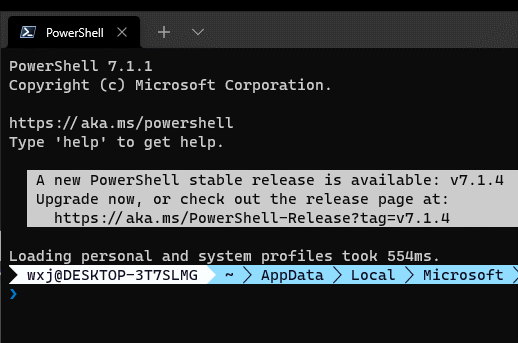 PowerShell
PowerShell 7.1.1
Copyright (c) Microsoft Corporation.
https://aka.ms/powershell
Type 'help' to get help.
A new PowerShell stable release is available: v7.1.4
Upgrade now, or check out the release page at:
https://aka.ms/PowerShell-Release?tag=v7.1.4
Loading personal and system profiles took 554ms.
wxj@DESKTOP-3T7SLMG ~ AppData Local Microsoft
❯